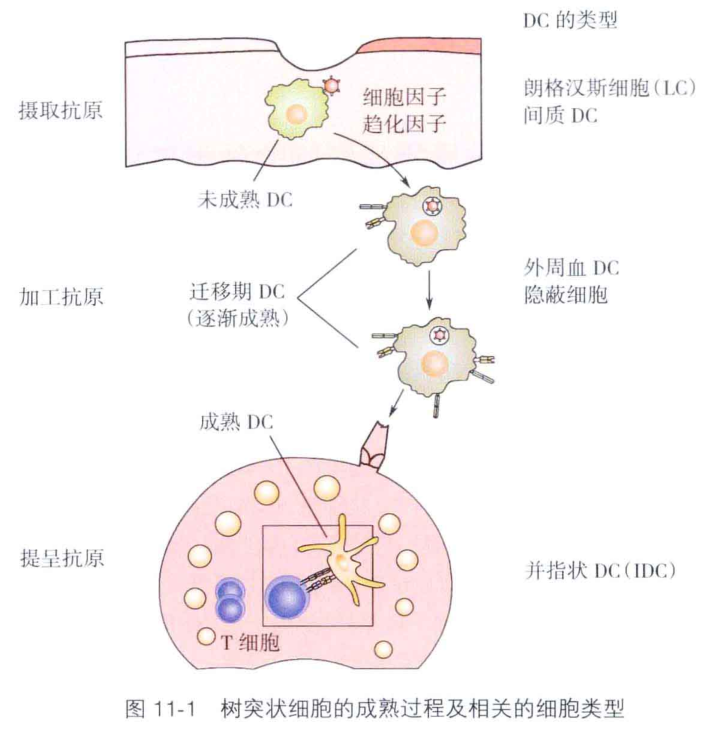 DC 的类型
摄取抗原
细胞因子
趋化因子
朗格汉斯细胞(LC)
间质 DC
未成熟 DC
加工抗原
迁移期 DC
(逐渐成熟)
外周血 DC
隐蔽细胞
成熟 DC
提呈抗原
并指状 DC(IDC)
T 细胞
图 11-1 树突状细胞的成熟过程及相关的细胞类型